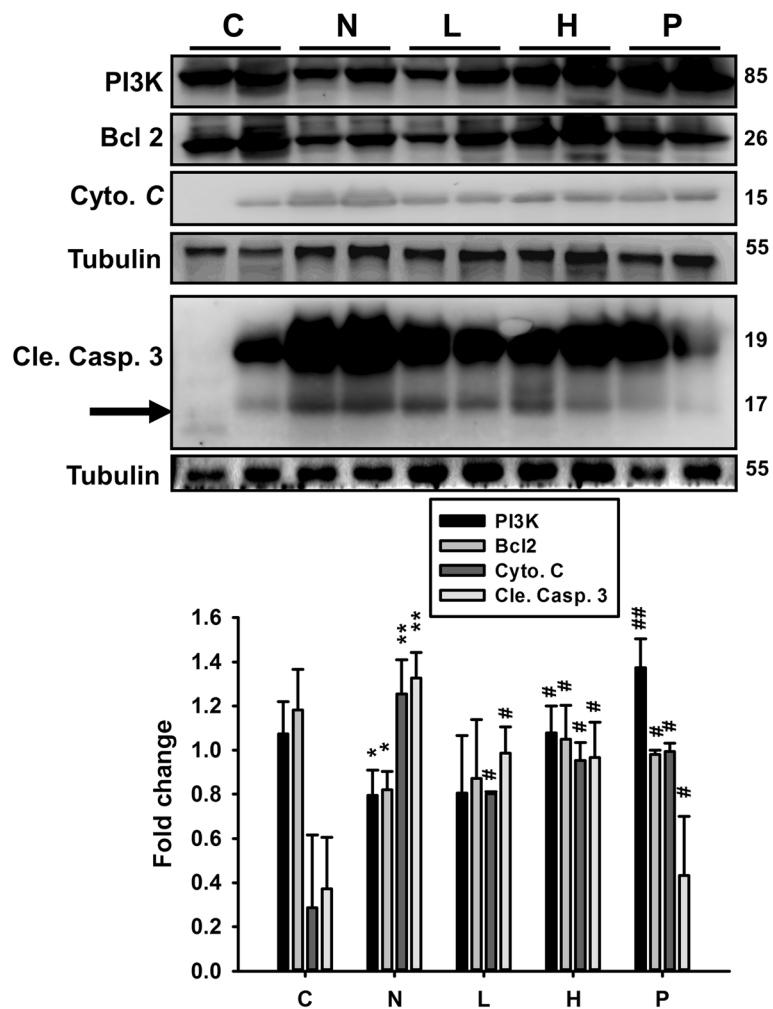 C N L H P
PI3K 85
Bcl 2 26
Cyto. C 15
Tubulin 55
Cle. Casp. 3 19
17
Tubulin 55
PI3K
Bcl2
Cyto. C
Cle. Casp. 3
Fold change
1.6
1.4
1.2
1.0
0.8
0.6
0.4
0.2
0.0
* * ** **
# #
# # # #
## # # #
C N L H P